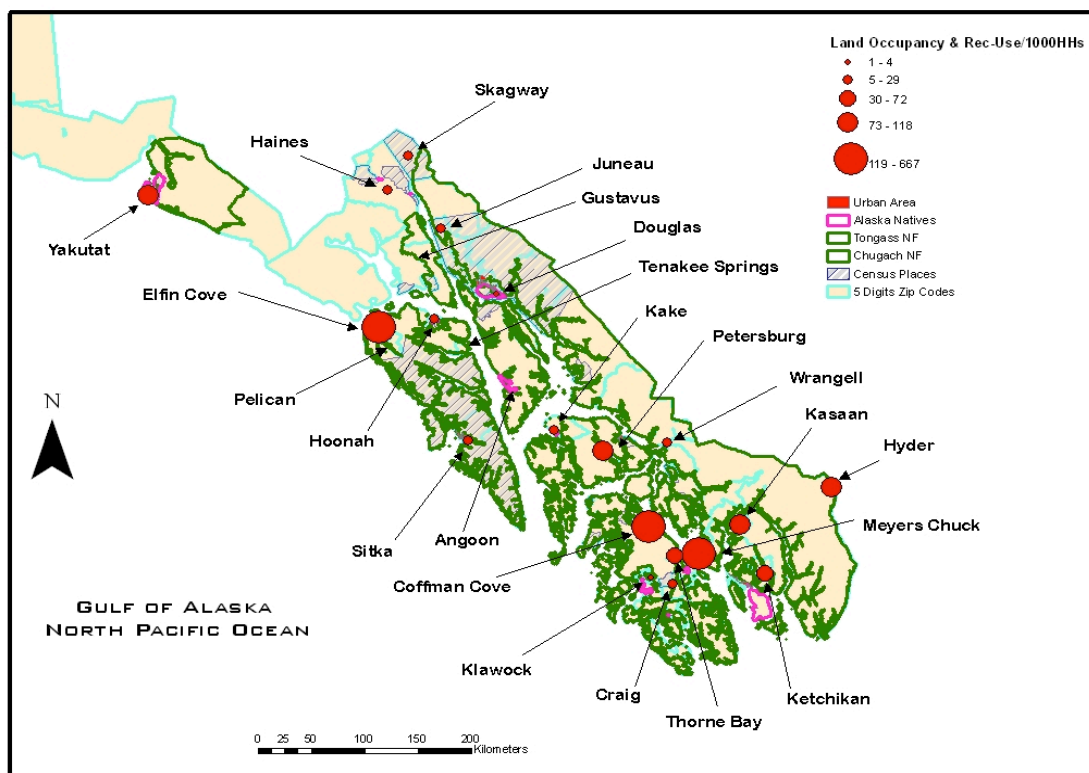 Land Occupancy & Rec-Use/1000HHs
1 - 4
5 - 29
30 - 72
73 - 118
119 - 667
Urban Area
Alaska Natives
Tongass NF
Chugach NF
Census Places
5 Digits Zip Codes
Skagway
Haines
Juneau
Gustavus
Douglas
Yakutat
Tenakee Springs
Elfin Cove
Kake
Petersburg
Wrangell
Pelican
Kasaan
N
Hoonah
Hyder
Meyers Chuck
Angoon
Sitka
Coffman Cove
GULF OF ALASKA
NORTH PACIFIC OCEAN
Klawock
Craig
Ketchikan
Thorne Bay
0 25 50 100 150 200
Kilometers